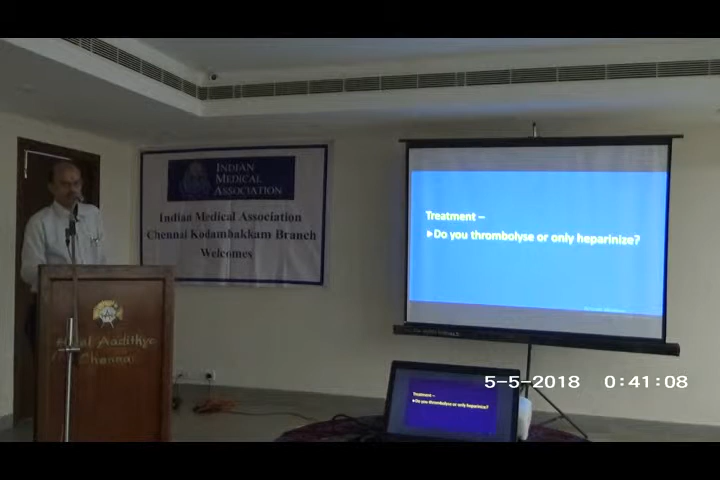 INDIAN
MEDICAL
ASSOCIATION
Indian Medical Association
Chennai Kodambakkam Branch
Welcomes
Treatment –
Do you thrombolyse or only heparinize?
Aadithya
Chennai
5-5-2018 0:41:08
Treatment –
Do you thrombolyse or only heparinize?